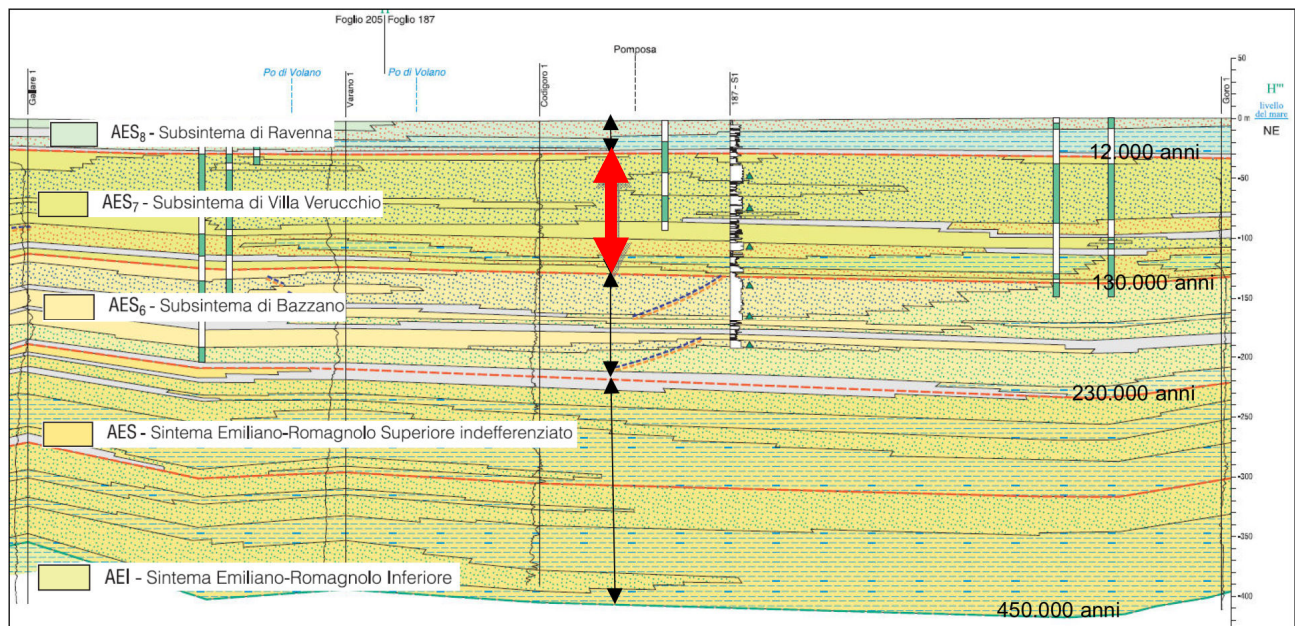 Foglio 205 Foglio 187
Pomposa
Po di Volano
Po di Volano
Gallare 1
Varano 1
Codigoro 1
187 - S1
Goro 1
50
H'''
livello
del mare
0 m
NE
AES8 - Subsintema di Ravenna
12.000 anni
-50
AES7 - Subsintema di Villa Verucchio
-100
130.000 anni
AES6 - Subsintema di Bazzano
-150
-200
230.000 anni
-250
AES - Sintema Emiliano-Romagnolo Superiore indefferenziato
-300
-350
AEI - Sintema Emiliano-Romagnolo Inferiore
-400
450.000 anni